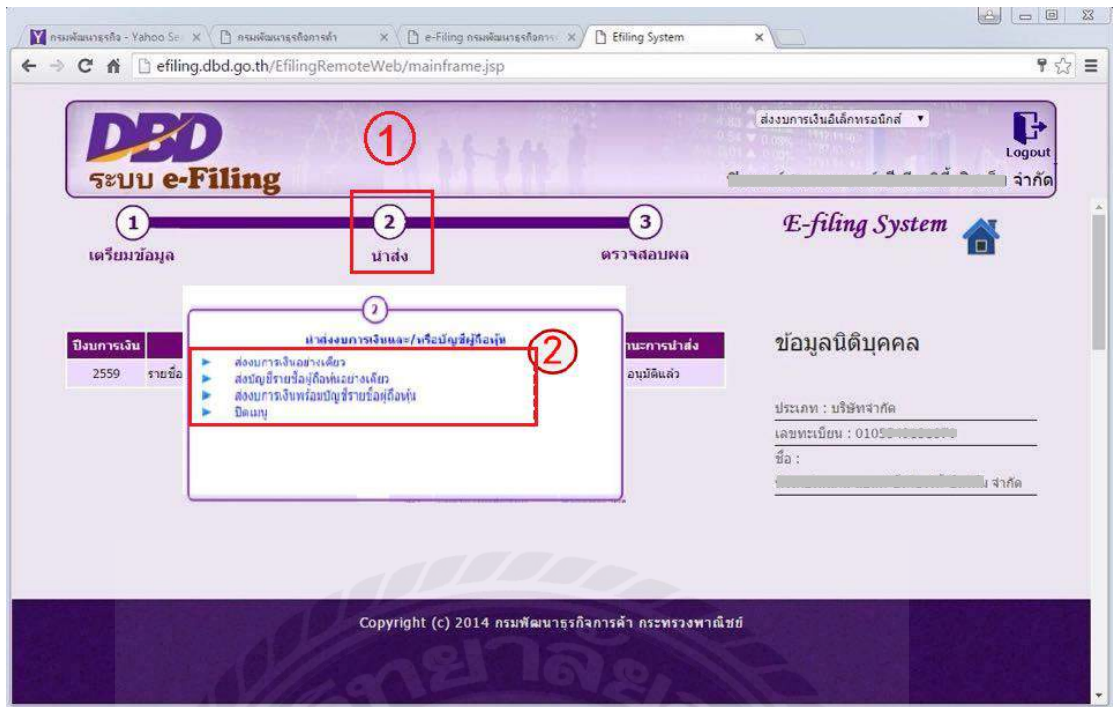 กรมพัฒนาธุรกิจ - Yahoo Se
กรมพัฒนาธุรกิจการค้า
e-Filing กรมพัฒนาธุรกิจการ
Efiling System
efiling.dbd.go.th/EfilingRemoteWeb/mainframe.jsp
DBD
ระบบ e-Filing
1
ส่งงบการเงินอิเล็กทรอนิกส์
Logout
จำกัด
1
2
3
เตรียมข้อมูล
นำส่ง
ตรวจสอบผล
E-filing System
2
นำส่งงบการเงินและ/หรือบัญชีผู้ถือหุ้น
2
ส่งงบการเงินอย่างเดียว
ส่งบัญชีรายชื่อผู้ถือหุ้นอย่างเดียว
ส่งงบการเงินพร้อมบัญชีรายชื่อผู้ถือหุ้น
ปิดเมนู
ปีงบการเงิน
นะการนำส่ง
2559 รายชื่อ
อนุมัติแล้ว
ข้อมูลนิติบุคคล
ประเภท : บริษัทจำกัด
เลขทะเบียน : 0105
ชื่อ :
จำกัด
Copyright (c) 2014 กรมพัฒนาธุรกิจการค้า กระทรวงพาณิชย์